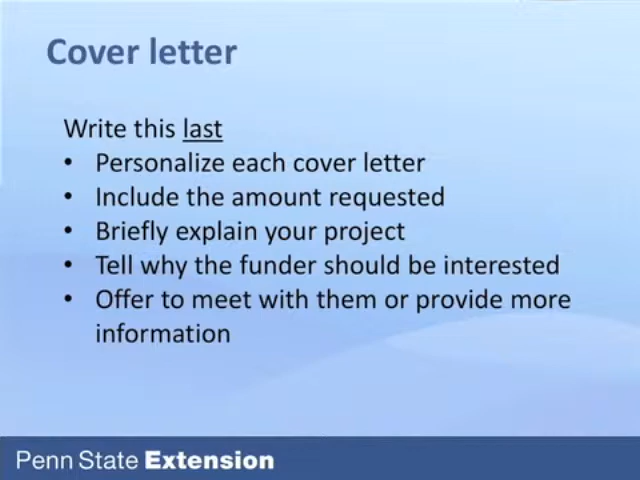 Cover letter
Write this last
• Personalize each cover letter
• Include the amount requested
• Briefly explain your project
• Tell why the funder should be interested
• Offer to meet with them or provide more
information
Penn State Extension